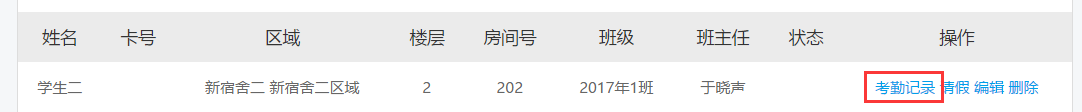 姓名 卡号 区域 楼层 房间号 班级 班主任 状态 操作
学生二 新宿舍二 新宿舍二区域 2 202 2017年1班 于晓声 考勤记录 请假 编辑 删除